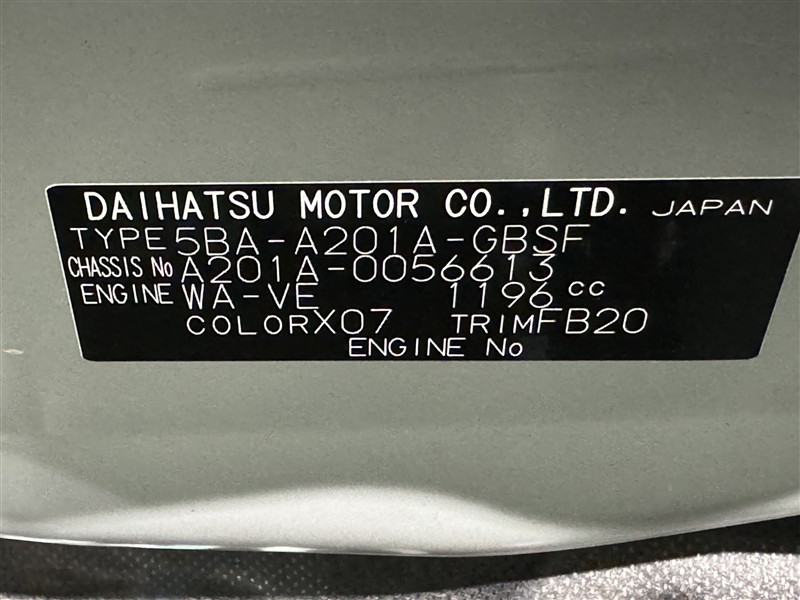 DAIHATSU MOTOR CO.,LTD. JAPAN
TYPE 5BA-A201A-GBSF
CHASSIS No A201A-0056613
ENGINE WA-VE 1196 cc
COLOR X07 TRIM FB20
ENGINE No